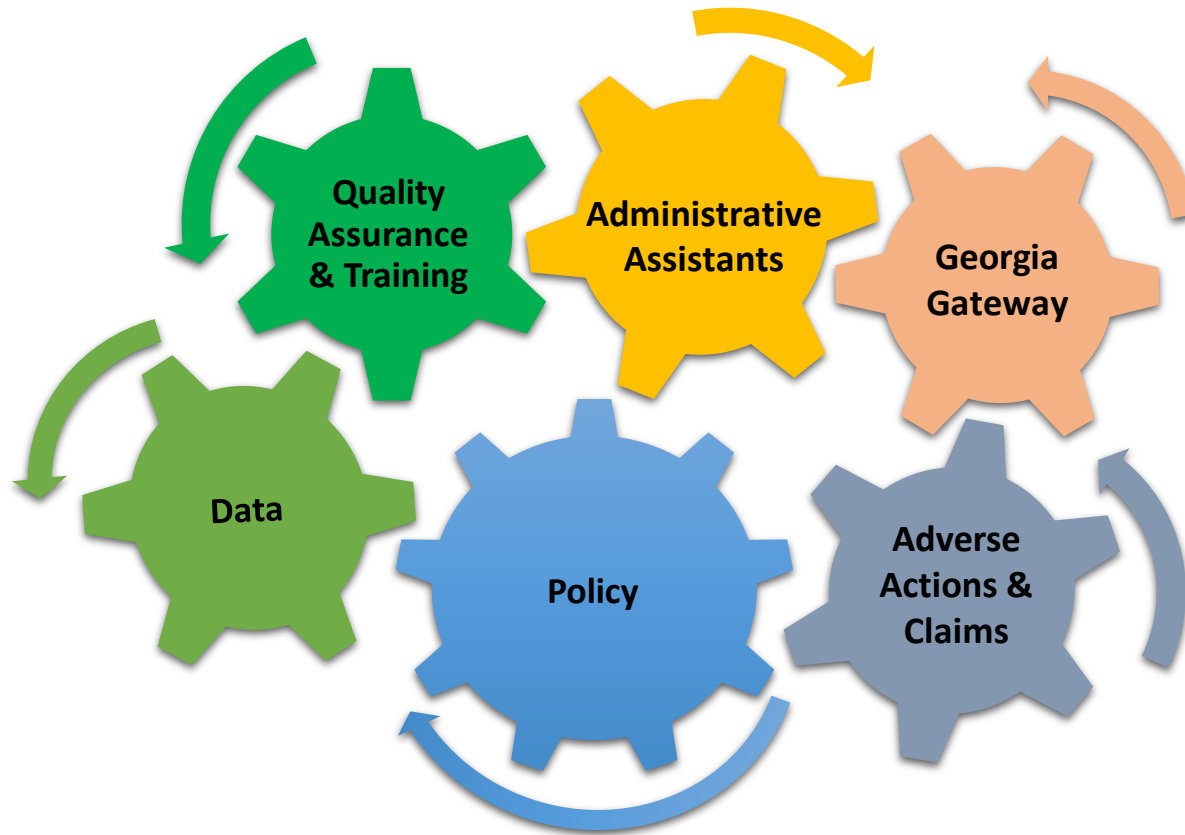 Quality
Assurance
& Training
Administrative
Assistants
Georgia
Gateway
Data
Policy
Adverse
Actions &
Claims